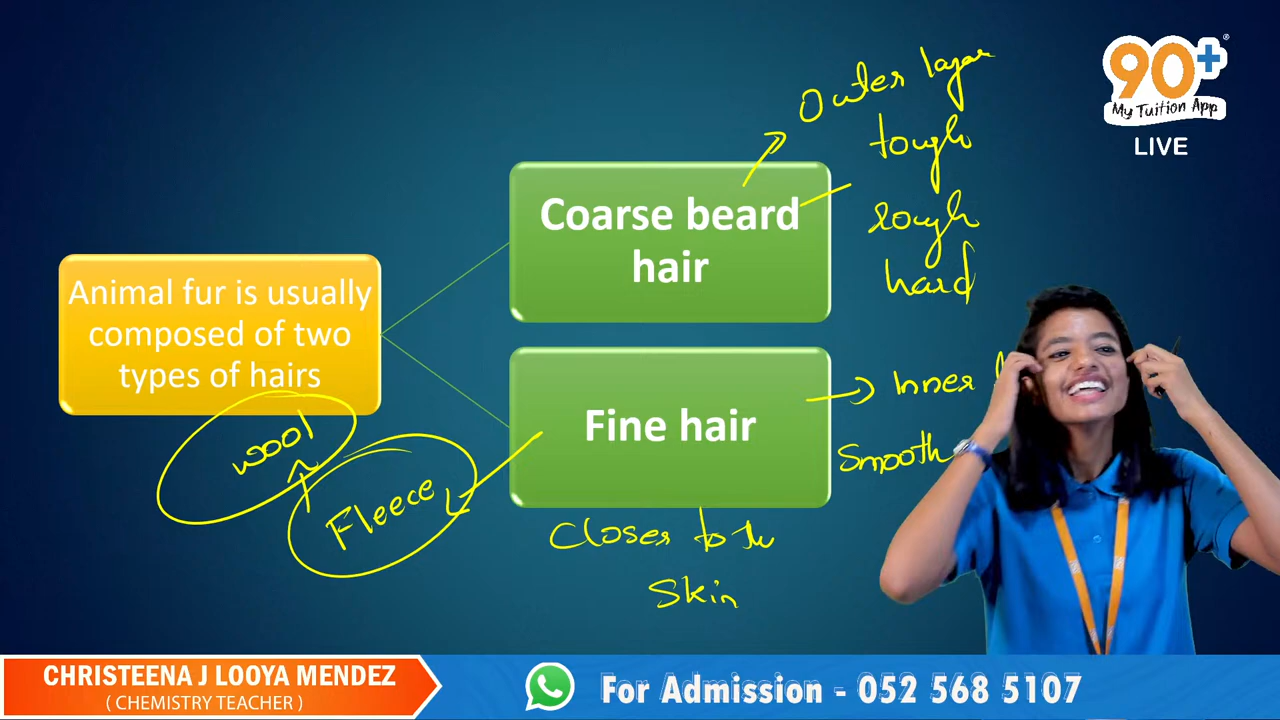 90+
My Tuition App
LIVE
Outer layer
tough
rough
hard
Coarse beard
hair
Animal fur is usually
composed of two
types of hairs
Fine hair
Inner
Smooth
wool
Fleece
Closer to the
Skin
CHRISTEENA J LOOYA MENDEZ
( CHEMISTRY TEACHER )
For Admission - 052 568 5107